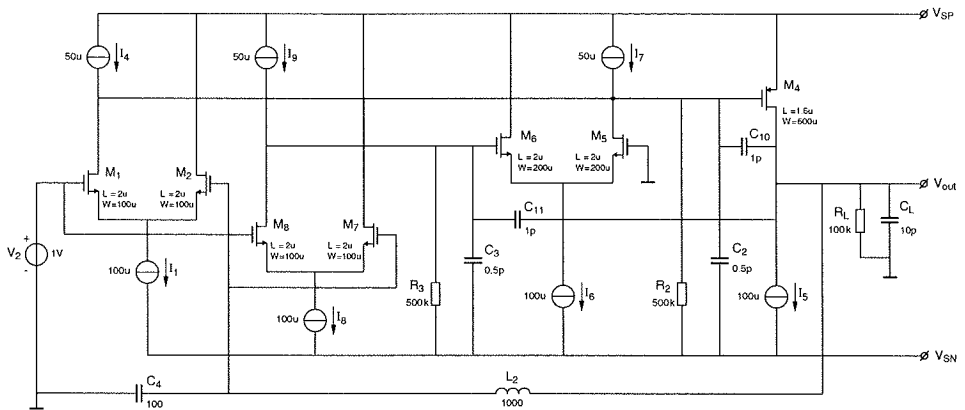 V_SP
50u I_4
50u I_9
50u I_7
M_1
L = 2u
W=100u
M_2
L = 2u
W=100u
M_8
L = 2u
W=100u
M_7
L = 2u
W=100u
M_6
L = 2u
W=200u
M_5
L = 2u
W=200u
M_4
L = 1.6u
W=600u
C_10
1p
V_out
R_L
100k
C_L
10p
C_11
1p
C_3
0.5p
C_2
0.5p
V_2 + 1V -
100u I_1
100u I_8
R_3
500k
100u I_6
R_2
500k
100u I_5
V_SN
C_4
100
L_2
1000